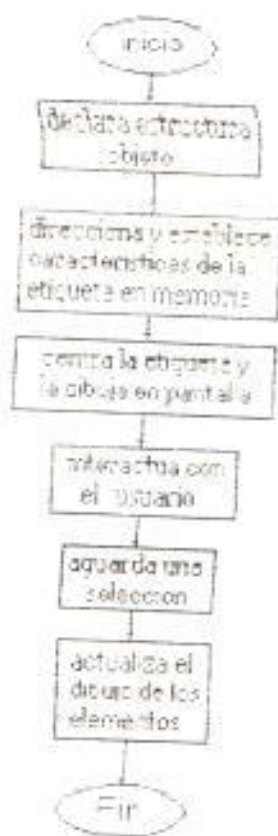 inicio
declara estructura
objeto
direcciona y establece
caracteristicas de la
etiqueta en memoria
centra la etiqueta y
la dibuja en pantalla
interactua con
el usuario
aguarda una
seleccion
actualiza el
dibujo de los
elementos
Fin